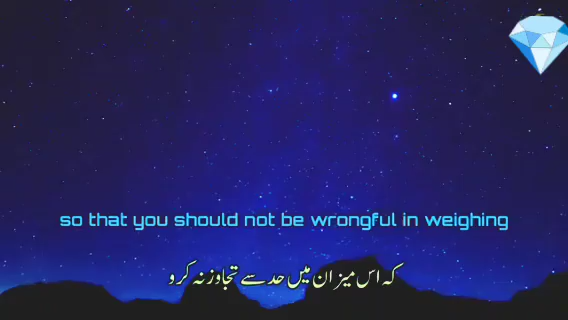 so that you should not be wrongful in weighing
کہ اس میزان میں حد سے تجاوز نہ کرو